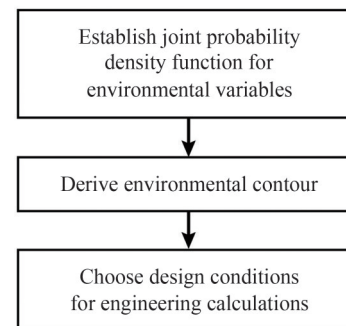 Establish joint probability
density function for
environmental variables
Derive environmental contour
Choose design conditions
for engineering calculations